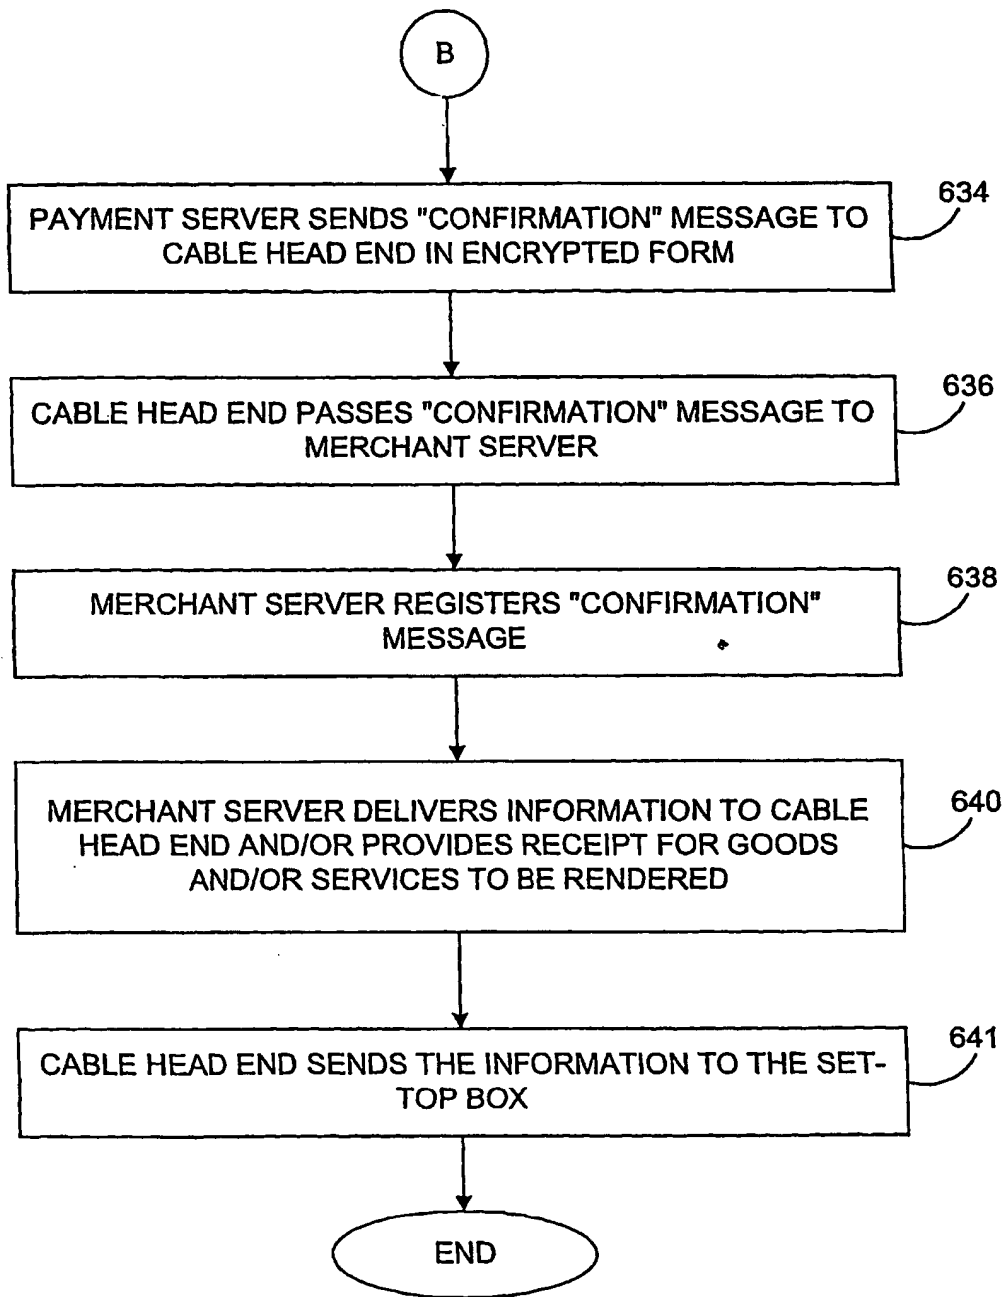 B
634
PAYMENT SERVER SENDS "CONFIRMATION" MESSAGE TO
CABLE HEAD END IN ENCRYPTED FORM
636
CABLE HEAD END PASSES "CONFIRMATION" MESSAGE TO
MERCHANT SERVER
638
MERCHANT SERVER REGISTERS "CONFIRMATION"
MESSAGE
640
MERCHANT SERVER DELIVERS INFORMATION TO CABLE
HEAD END AND/OR PROVIDES RECEIPT FOR GOODS
AND/OR SERVICES TO BE RENDERED
641
CABLE HEAD END SENDS THE INFORMATION TO THE SET-
TOP BOX
END